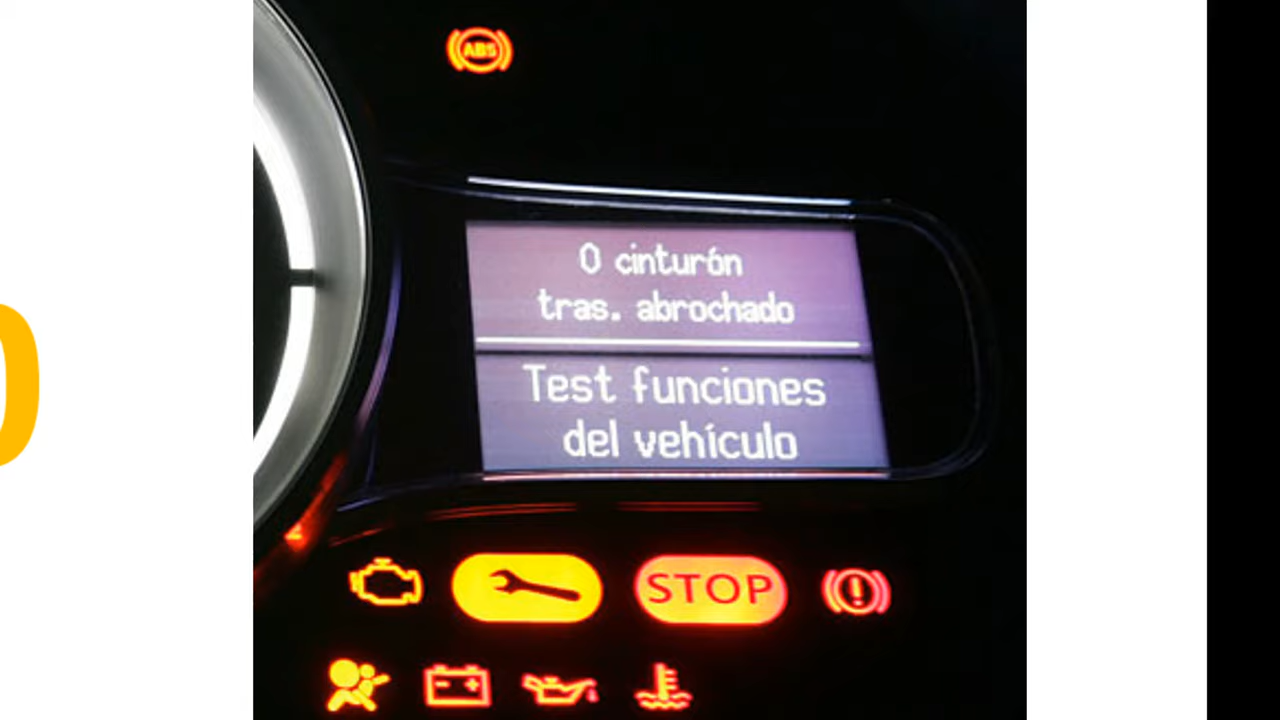 ABS
0 cinturón
tras. abrochado
Test funciones
del vehículo
STOP